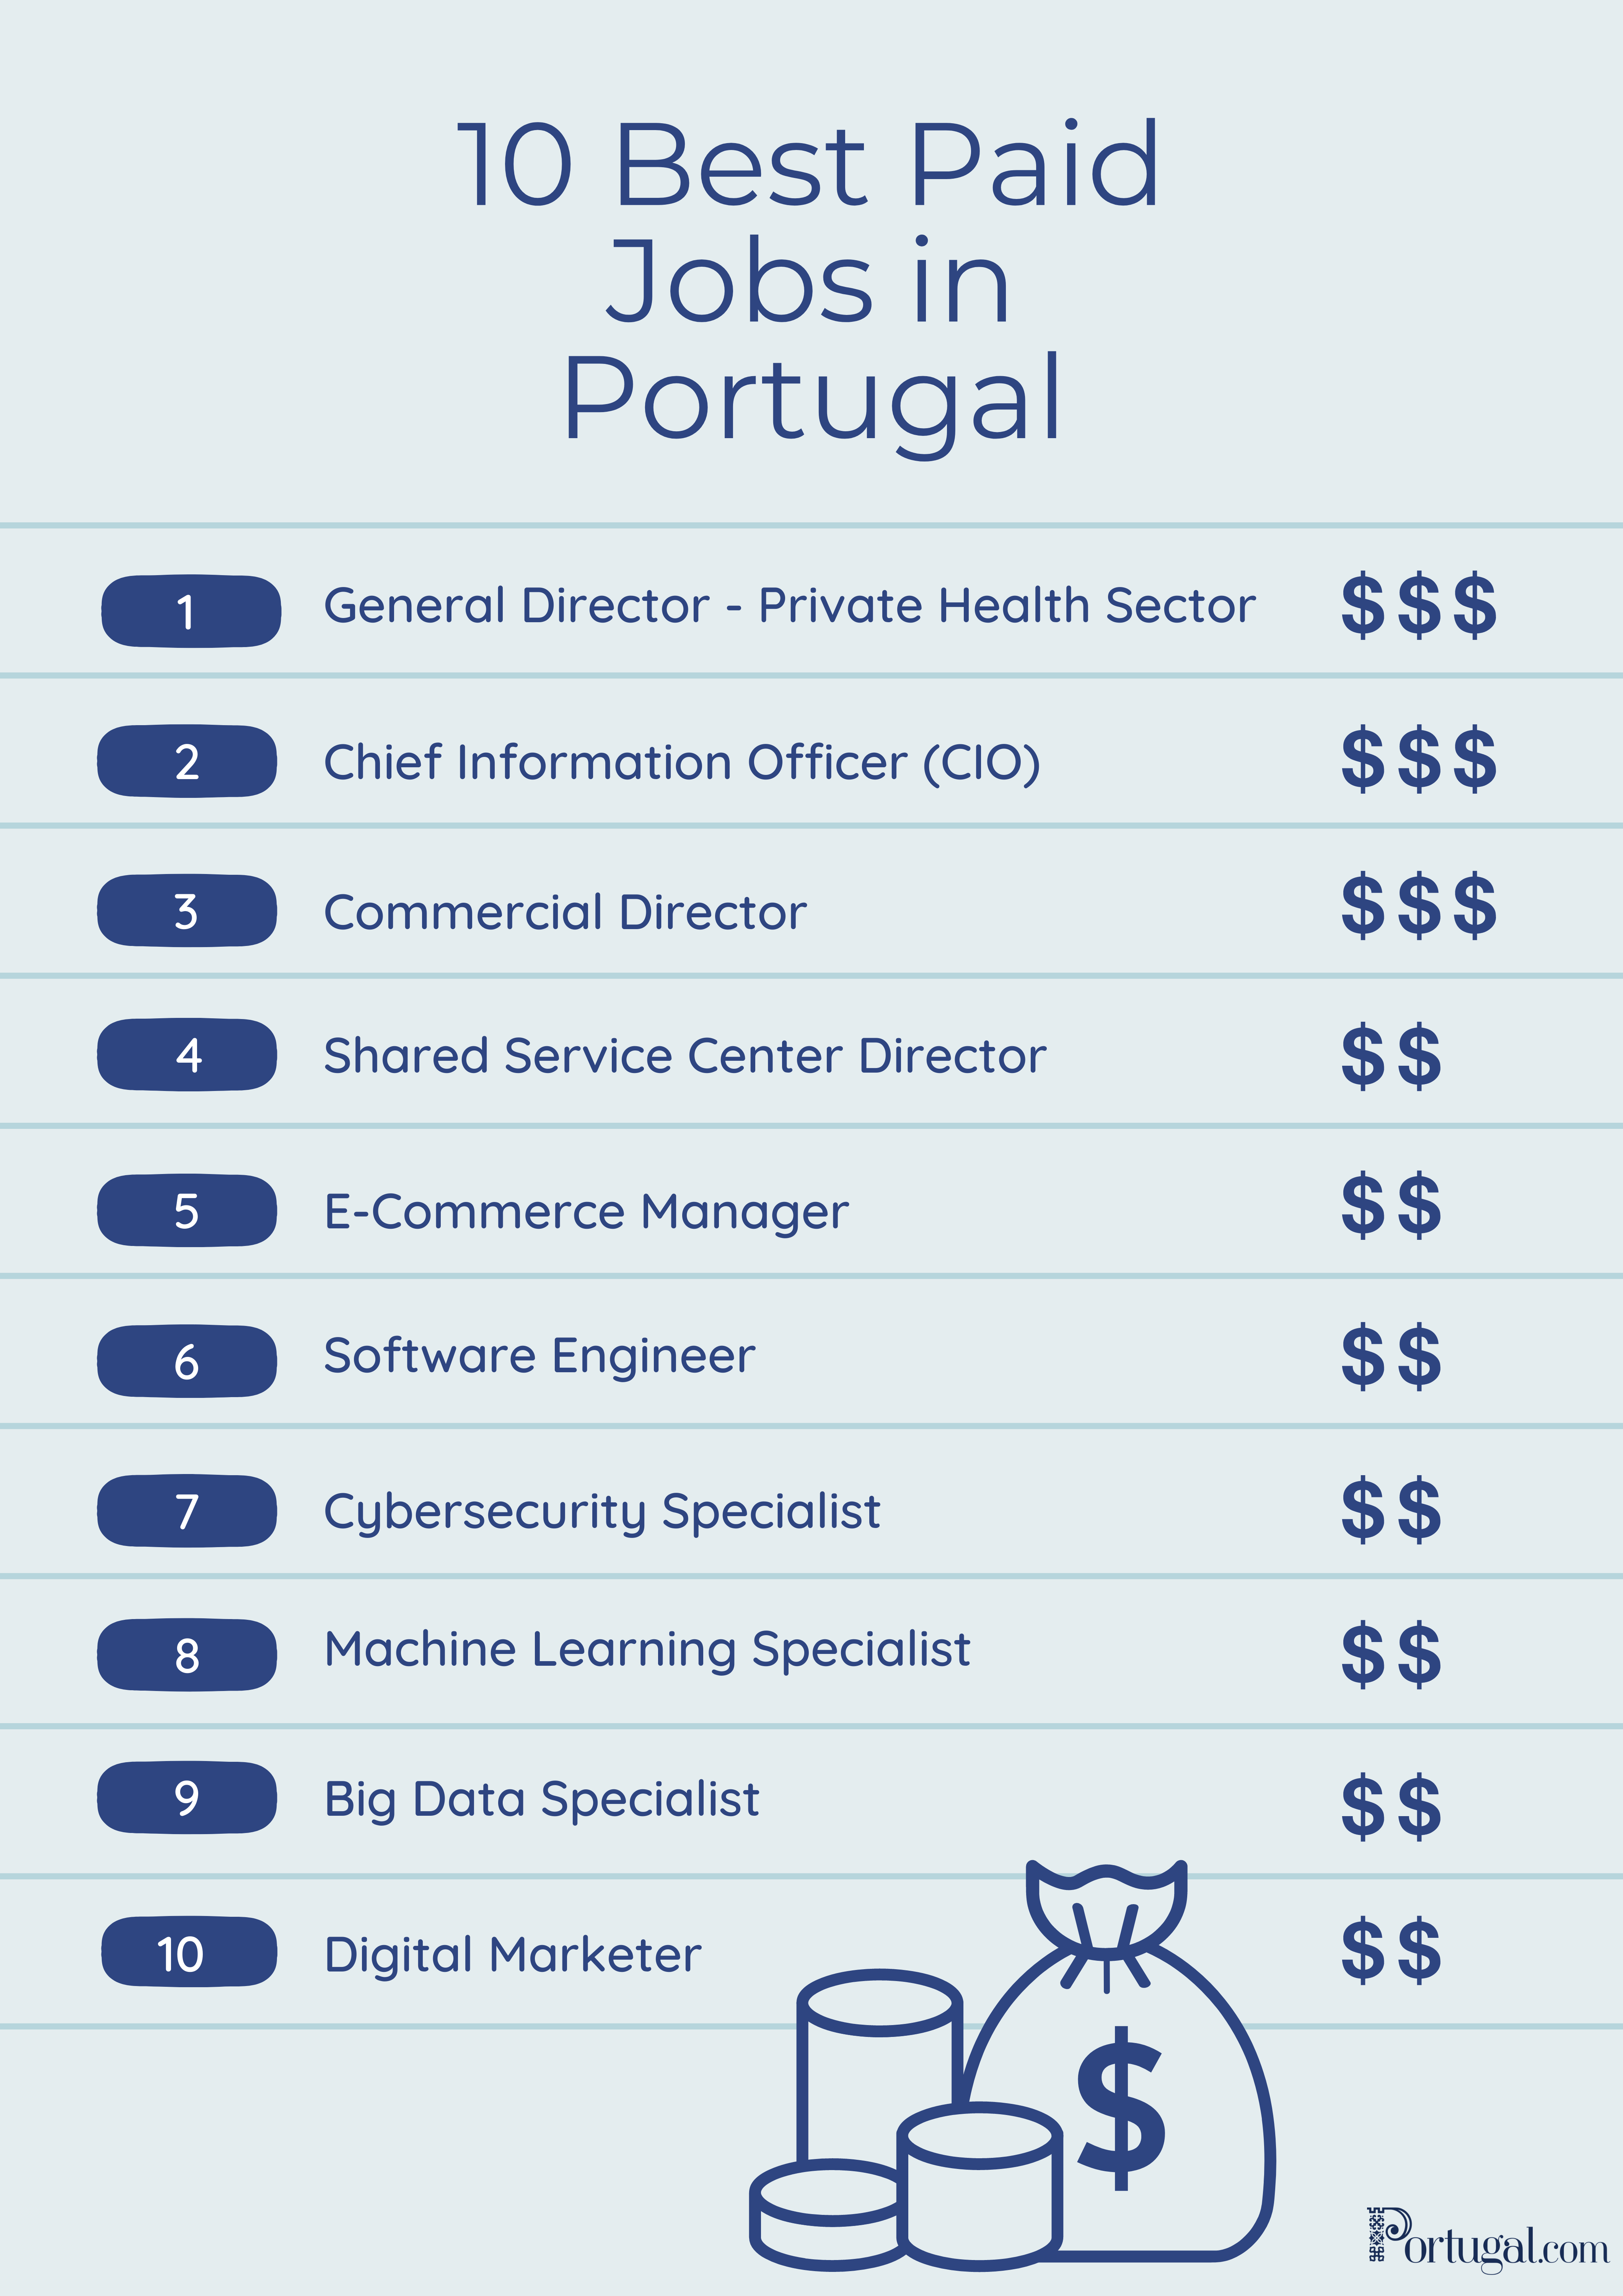 10 Best Paid
Jobs in
Portugal
1 General Director - Private Health Sector $$$
2 Chief Information Officer (CIO) $$$
3 Commercial Director $$$
4 Shared Service Center Director $$
5 E-Commerce Manager $$
6 Software Engineer $$
7 Cybersecurity Specialist $$
8 Machine Learning Specialist $$
9 Big Data Specialist $$
10 Digital Marketer $$
$
Portugal.com